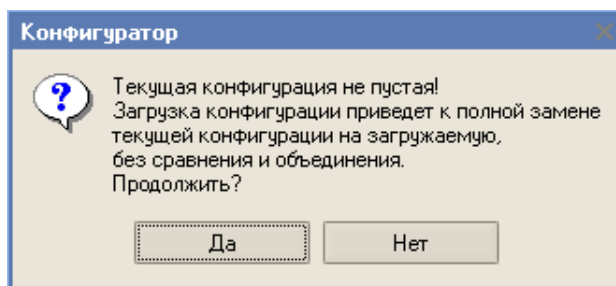 Конфигуратор
Текущая конфигурация не пустая!
Загрузка конфигурации приведет к полной замене
текущей конфигурации на загружаемую,
без сравнения и объединения.
Продолжить?
Да Нет